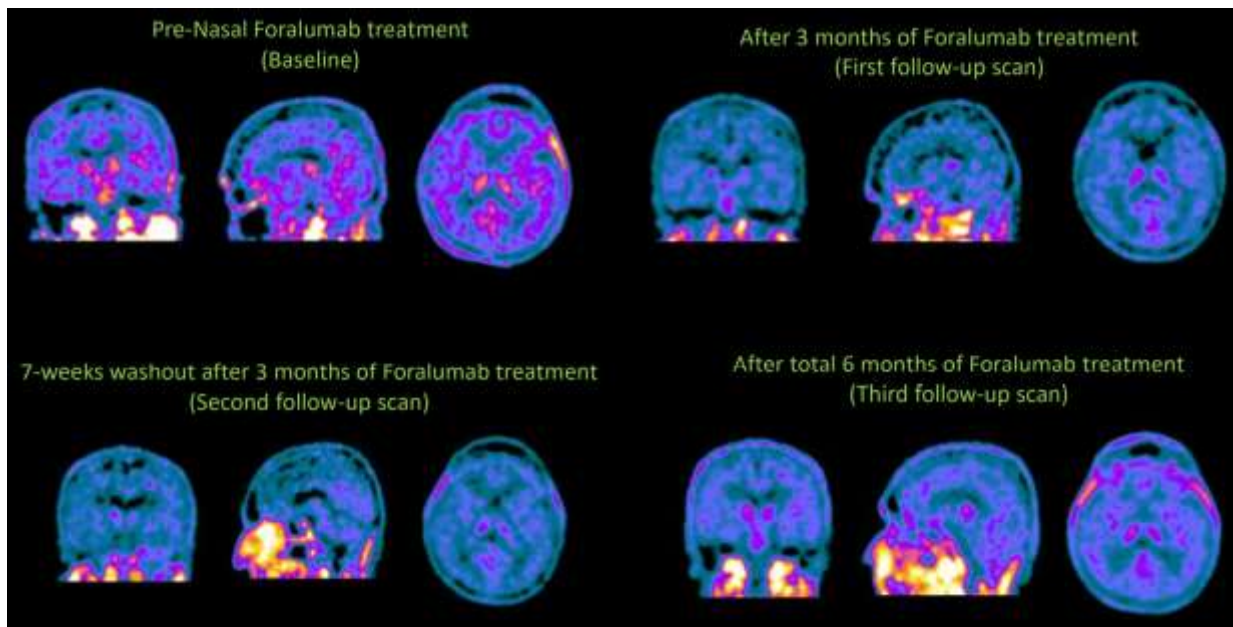 Pre-Nasal Foralumab treatment
(Baseline)
After 3 months of Foralumab treatment
(First follow-up scan)
7-weeks washout after 3 months of Foralumab treatment
(Second follow-up scan)
After total 6 months of Foralumab treatment
(Third follow-up scan)